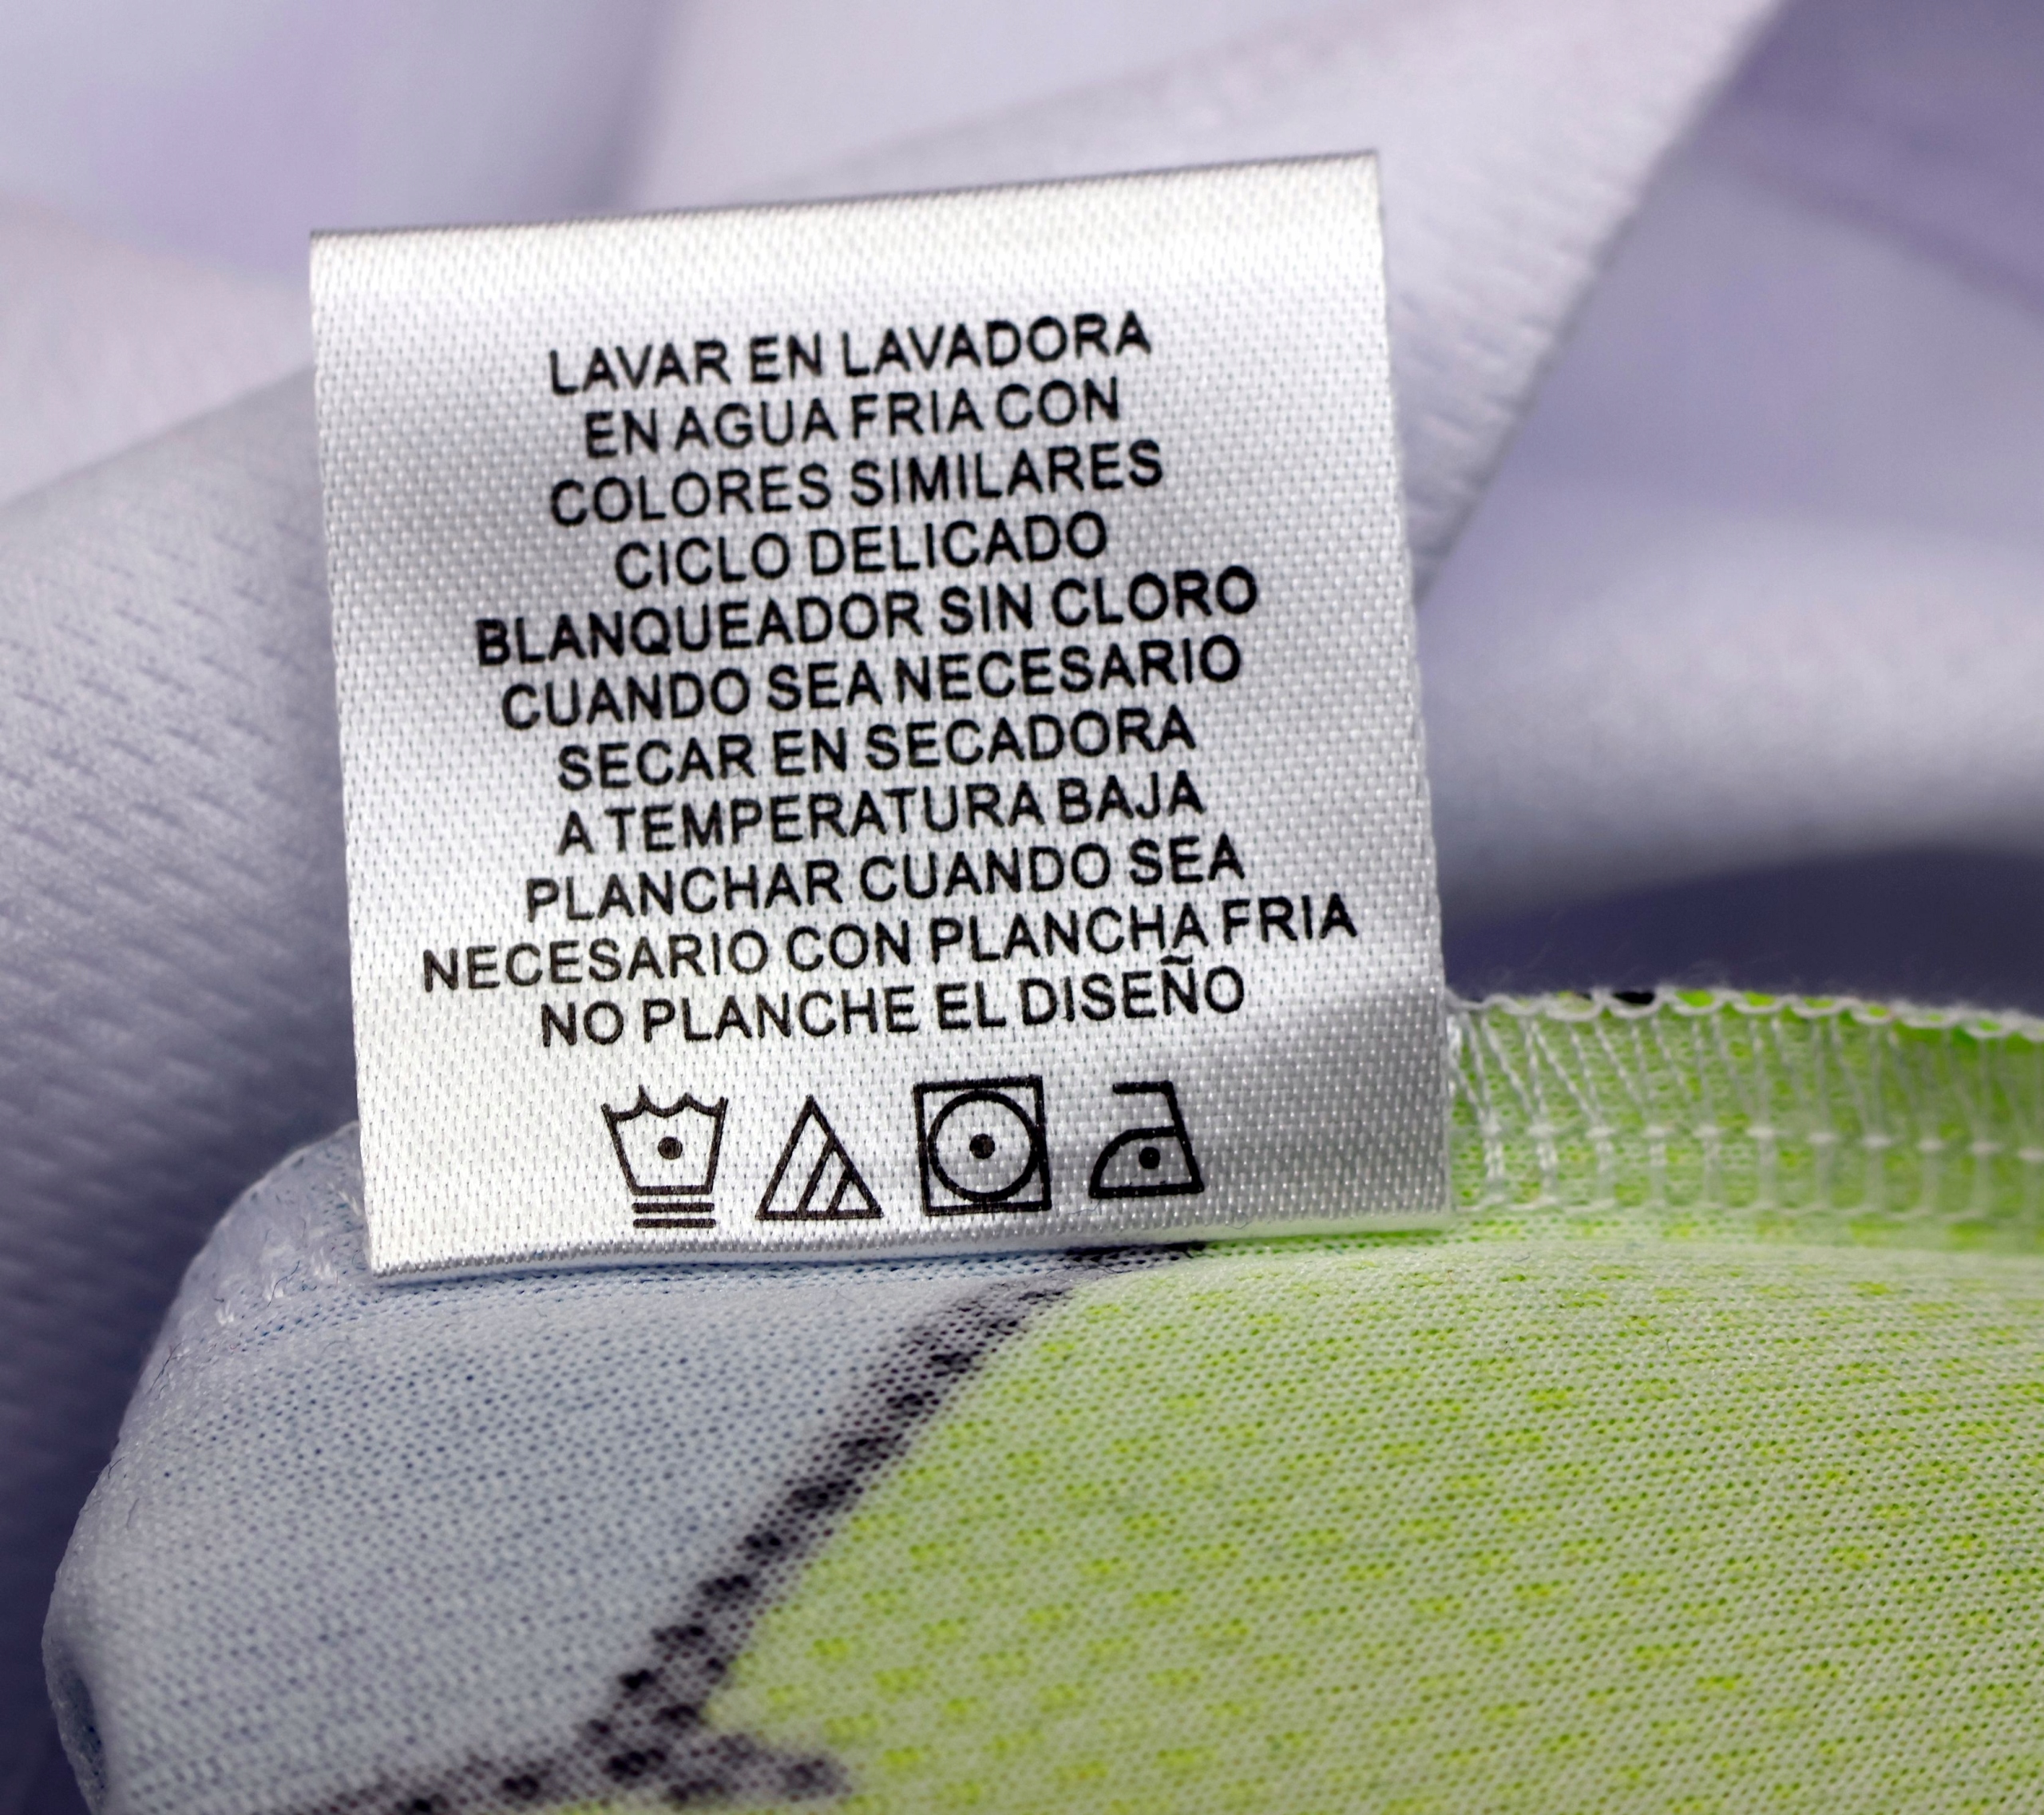 LAVAR EN LAVADORA
EN AGUA FRIA CON
COLORES SIMILARES
CICLO DELICADO
BLANQUEADOR SIN CLORO
CUANDO SEA NECESARIO
SECAR EN SECADORA
A TEMPERATURA BAJA
PLANCHAR CUANDO SEA
NECESARIO CON PLANCHA FRIA
NO PLANCHE EL DISEÑO